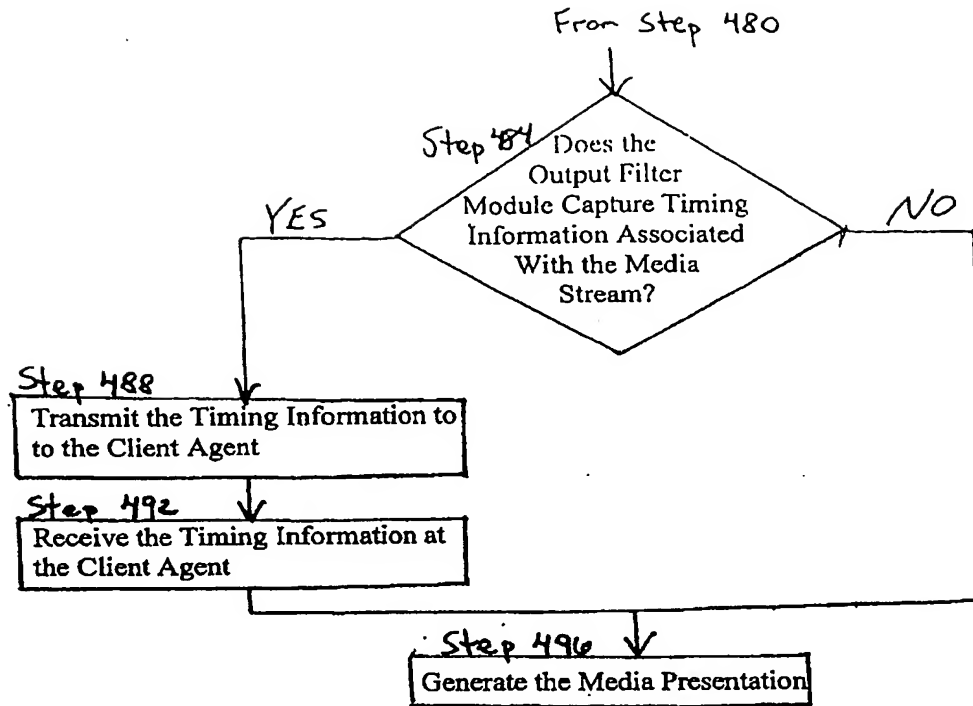 From Step 480
Step 484
Does the
Output Filter
Module Capture Timing
Information Associated
With the Media
Stream?
YES
NO
Step 488
Transmit the Timing Information to
to the Client Agent
Step 492
Receive the Timing Information at
the Client Agent
Step 496
Generate the Media Presentation